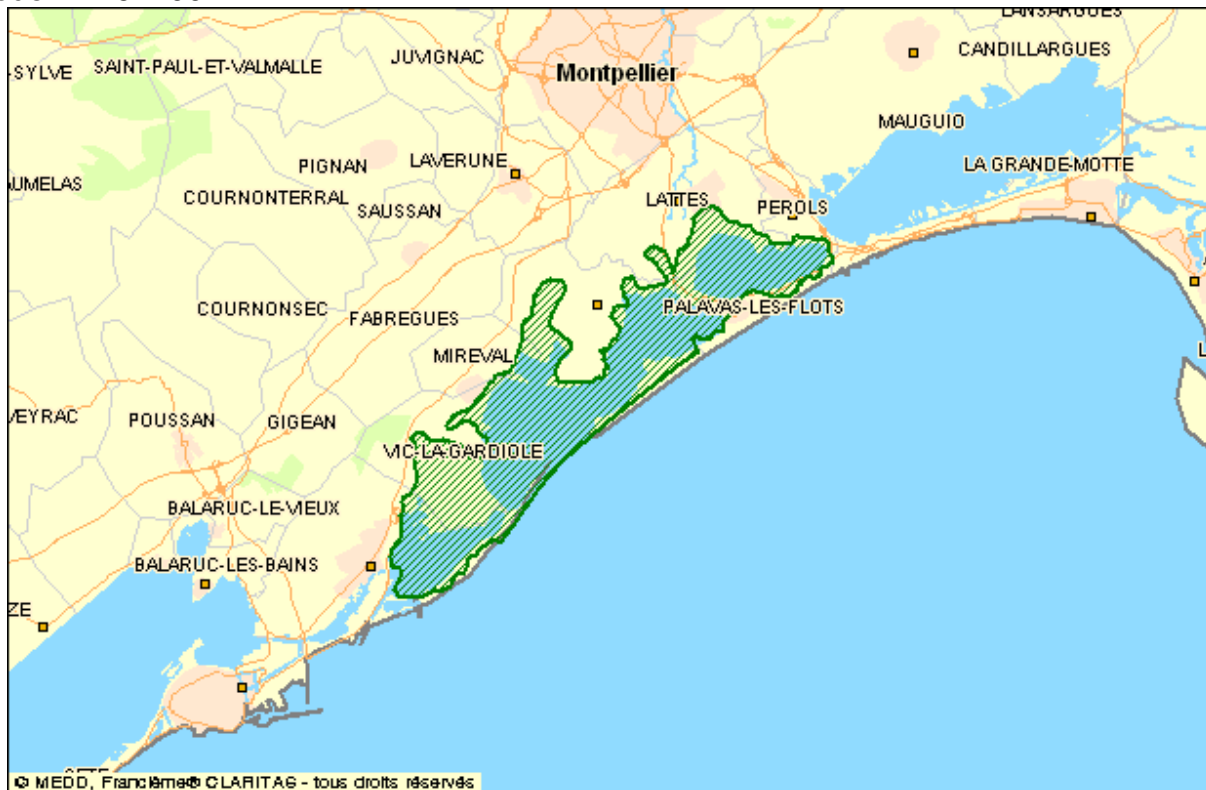 LANSARGUES
CANDILLARGUES
JUVIGNAC
-SYLVE
SAINT-PAUL-ET-VALMALLE
Montpellier
MAUGUIO
PIGNAN
LAVERUNE
LA GRANDE-MOTTE
AUMELAS
COURNONTERRAL
SAUSSAN
LATTES
PEROLS
COURNONSEC
FABREGUES
PALAVAS-LES-FLOTS
MIREVAL
VEYRAC
POUSSAN
GIGEAN
VIC-LA-GARDIOLE
BALARUC-LE-VIEUX
BALARUC-LES-BAINS
ZE
© MEDD, Franclème® CLARITAS - tous droits réservés